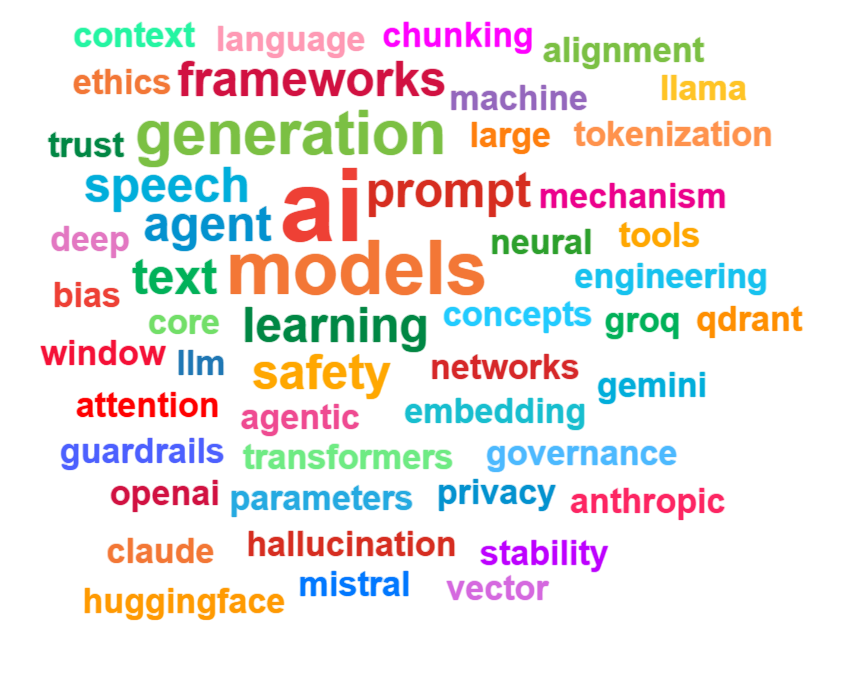 context language chunking alignment
ethics frameworks machine llama
trust generation large tokenization
speech ai prompt mechanism
deep agent neural tools
bias text models engineering
core learning concepts groq qdrant
window llm safety networks gemini
attention agentic embedding
guardrails transformers governance
openai parameters privacy anthropic
claude hallucination stability
huggingface mistral vector